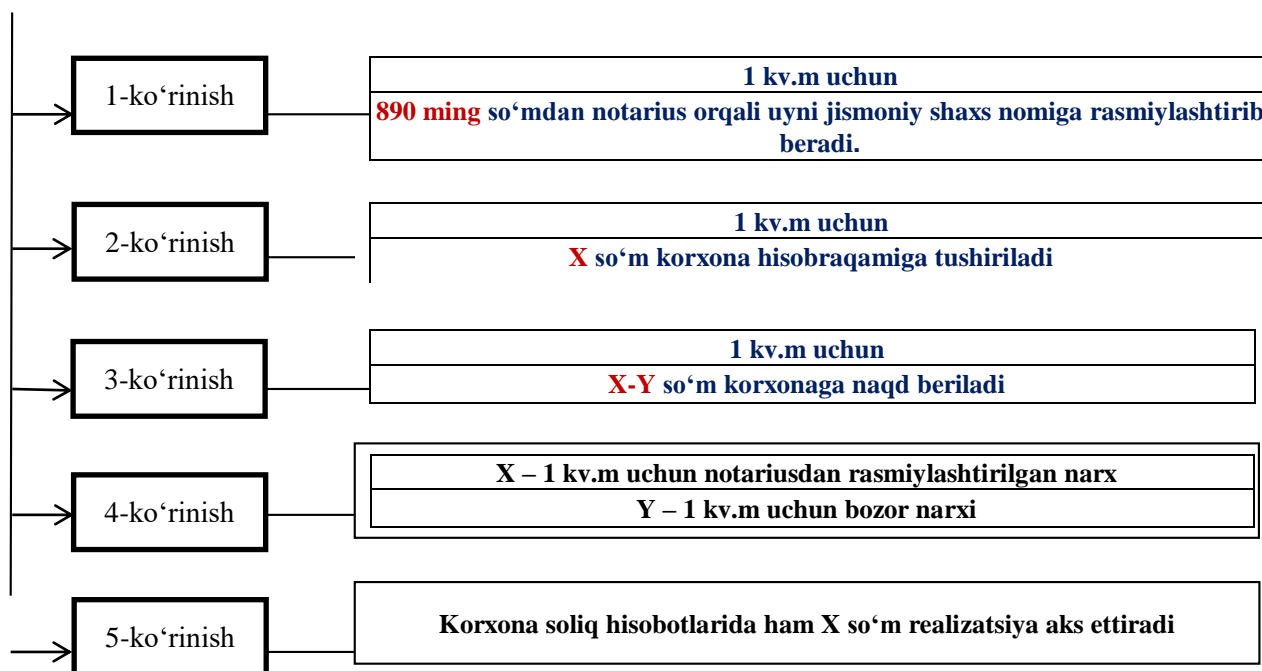 1-ko‘rinish
1 kv.m uchun
890 ming so‘mdan notarius orqali uyni jismoniy shaxs nomiga rasmiylashtirib
beradi.
2-ko‘rinish
1 kv.m uchun
X so‘m korxona hisobraqamiga tushiriladi
3-ko‘rinish
1 kv.m uchun
X-Y so‘m korxonaga naqd beriladi
4-ko‘rinish
X – 1 kv.m uchun notariusdan rasmiylashtirilgan narx
Y – 1 kv.m uchun bozor narxi
5-ko‘rinish
Korxona soliq hisobotlarida ham X so‘m realizatsiya aks ettiradi